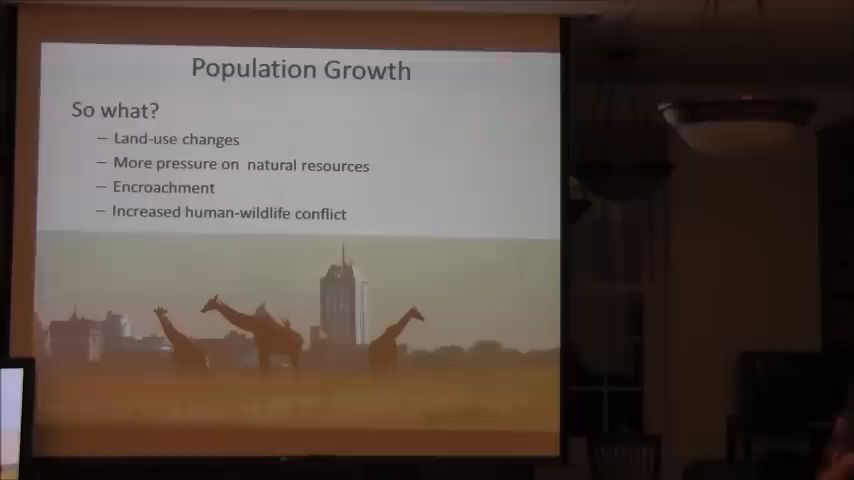 Population Growth
So what?
– Land-use changes
– More pressure on natural resources
– Encroachment
– Increased human-wildlife conflict